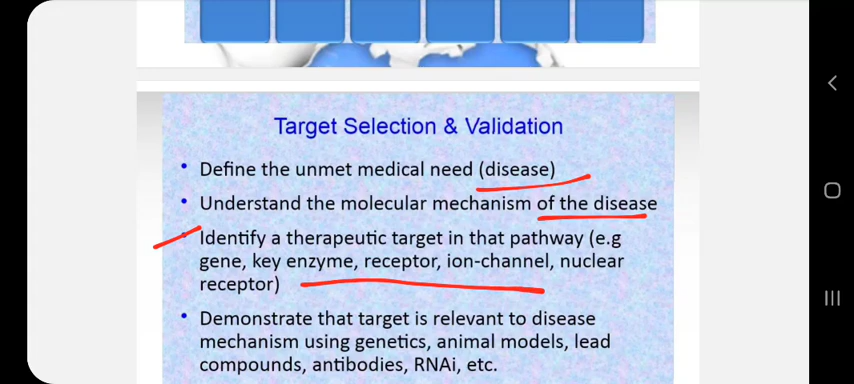 Target Selection & Validation
• Define the unmet medical need (disease)
• Understand the molecular mechanism of the disease
• Identify a therapeutic target in that pathway (e.g
gene, key enzyme, receptor, ion-channel, nuclear
receptor)
• Demonstrate that target is relevant to disease
mechanism using genetics, animal models, lead
compounds, antibodies, RNAi, etc.